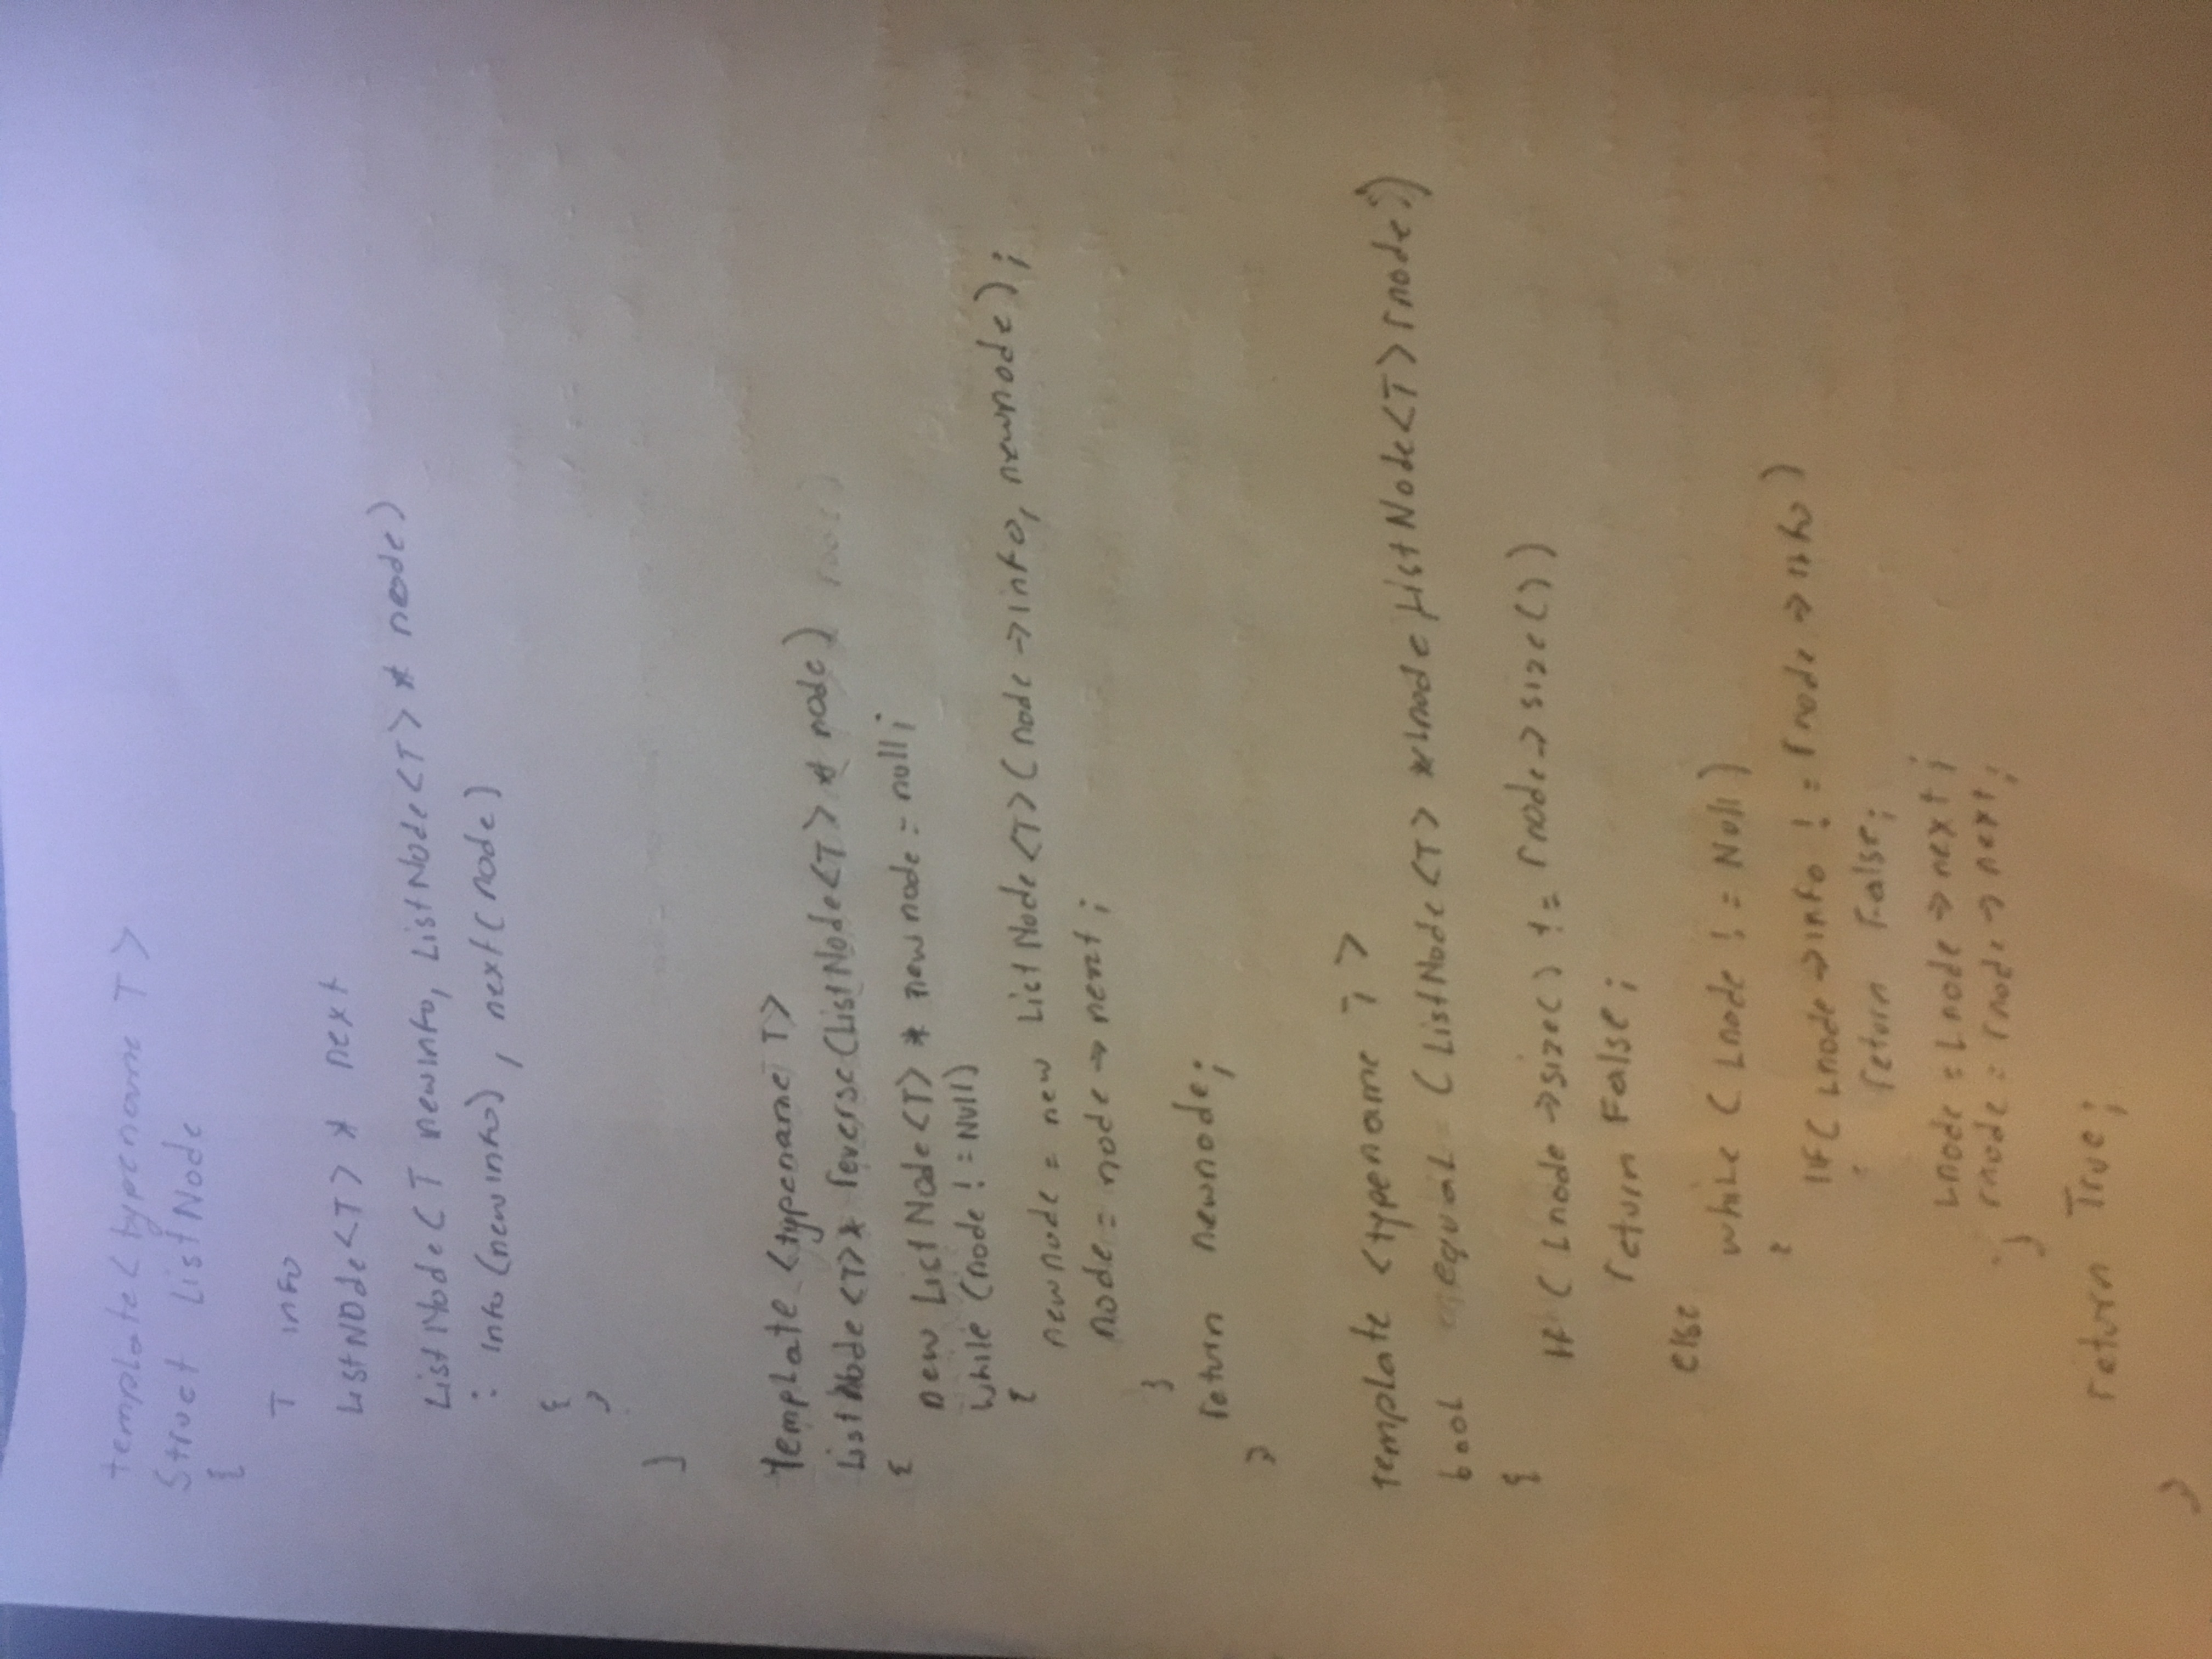 template<typename T>
Struct ListNode
{
T info
ListNode<T> * next
ListNode(T newinfo, ListNode<T> * node)
: info(newinfo), next(node)
{
}
}
Template <typename T>
ListNode<T>* reverse(ListNode<T> * node)
{
new ListNode<T> * newnode = null;
while (node != Null)
{
newnode = new ListNode<T>(node->info, newnode);
node = node->next;
}
return newnode;
}
template <typename T>
bool equal (ListNode<T> *Lnode, ListNode<T> rnode)
{
If (Lnode->size() != rnode->size())
return False;
else
while (Lnode != Null)
{
If(Lnode->info != rnode->info)
return False;
Lnode = Lnode->next;
rnode = rnode->next;
}
return True;
}